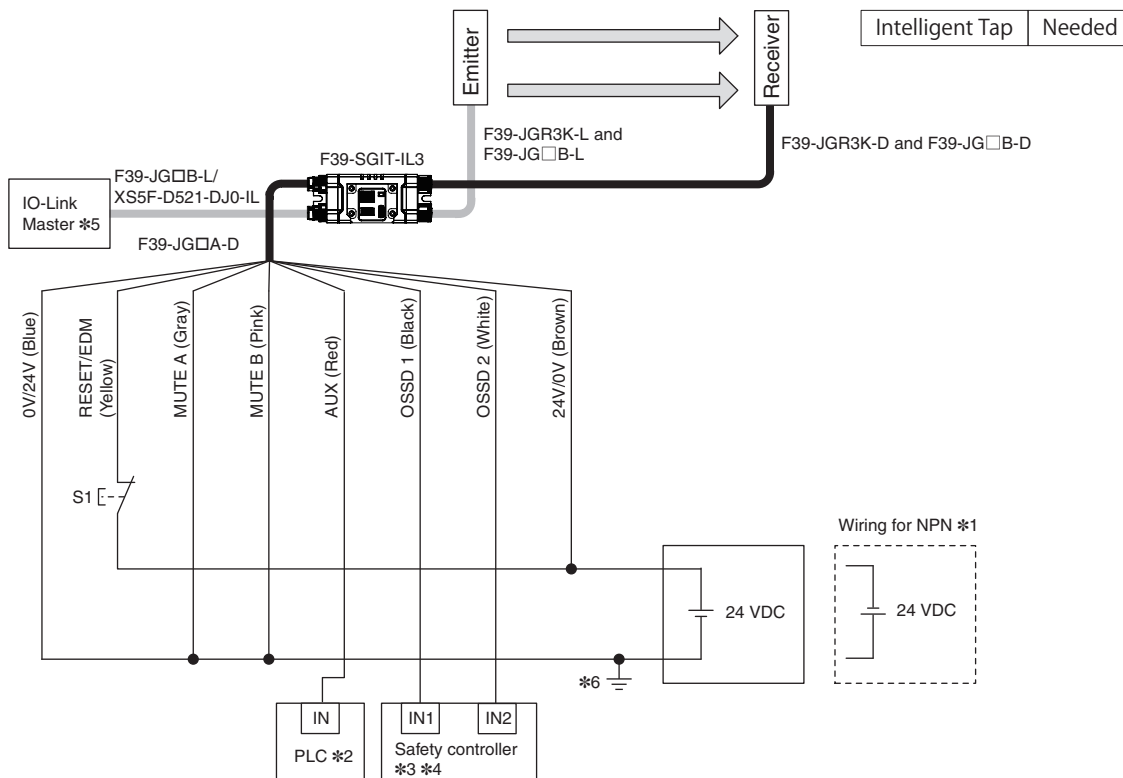 Intelligent Tap Needed
Emitter
Receiver
F39-JGR3K-L and
F39-JG□B-L
F39-JGR3K-D and F39-JG□B-D
F39-SGIT-IL3
F39-JG□B-L/
XS5F-D521-DJ0-IL
IO-Link
Master *5
F39-JG□A-D
0V/24V (Blue)
RESET/EDM
(Yellow)
MUTE A (Gray)
MUTE B (Pink)
AUX (Red)
OSSD 1 (Black)
OSSD 2 (White)
24V/0V (Brown)
S1
Wiring for NPN *1
24 VDC
24 VDC
*6
IN
PLC *2
IN1
IN2
Safety controller
*3 *4